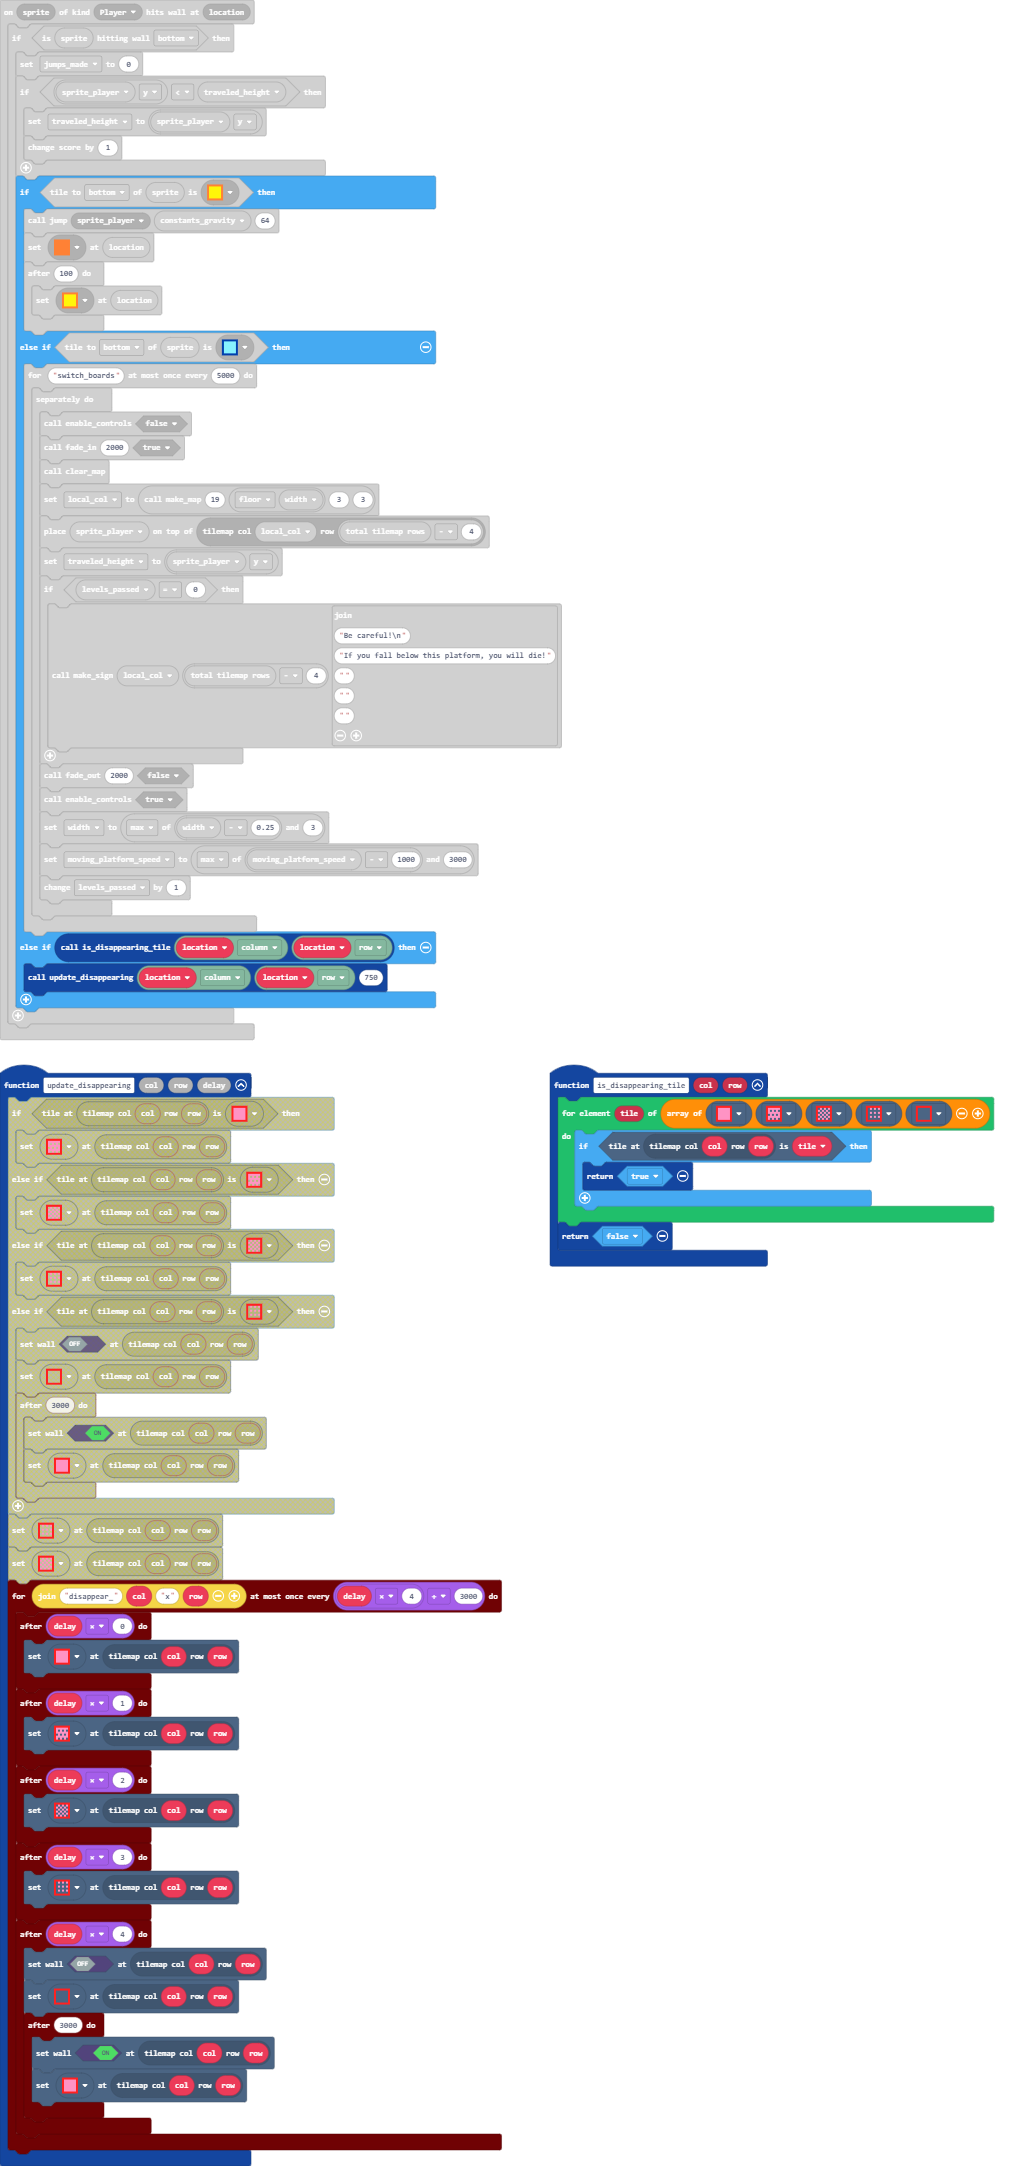 on sprite of kind Player hits wall at location
if is sprite hitting wall bottom then
set jumps_made to 0
if sprite_player y < traveled_height then
set traveled_height to sprite_player y
change score by 1
if tile to bottom of sprite is then
call jump sprite_player constants_gravity 64
set at location
after 100 do
set at location
else if tile to bottom of sprite is then
for "switch_boards" at most once every 5000 do
separately do
call enable_controls false
call fade_in 2000 true
call clear_map
set local_col to call make_map 19 floor width 3 3
place sprite_player on top of tilemap col local_col row total tilemap rows - 4
set traveled_height to sprite_player y
if levels_passed = 0 then
join
"Be careful!\n"
"If you fall below this platform, you will die!"
call make_sign local_col total tilemap rows - 4
""
""
""
call fade_out 2000 false
call enable_controls true
set width to max of width - 0.25 and 3
set moving_platform_speed to max of moving_platform_speed - 1000 and 3000
change levels_passed by 1
else if call is_disappearing_tile location column location row then
call update_disappearing location column location row 750
function update_disappearing col row delay
if tile at tilemap col col row row is then
set at tilemap col col row row
else if tile at tilemap col col row row is then
set at tilemap col col row row
else if tile at tilemap col col row row is then
set at tilemap col col row row
else if tile at tilemap col col row row is then
set wall OFF at tilemap col col row row
set at tilemap col col row row
after 3000 do
set wall ON at tilemap col col row row
set at tilemap col col row row
set at tilemap col col row row
set at tilemap col col row row
for join "disappear_" col "x" row at most once every delay × 4 + 3000 do
after delay × 0 do
set at tilemap col col row row
after delay × 1 do
set at tilemap col col row row
after delay × 2 do
set at tilemap col col row row
after delay × 3 do
set at tilemap col col row row
after delay × 4 do
set wall OFF at tilemap col col row row
set at tilemap col col row row
after 3000 do
set wall ON at tilemap col col row row
set at tilemap col col row row
function is_disappearing_tile col row
for element tile of array of
do
if tile at tilemap col col row row is tile then
return true
return false